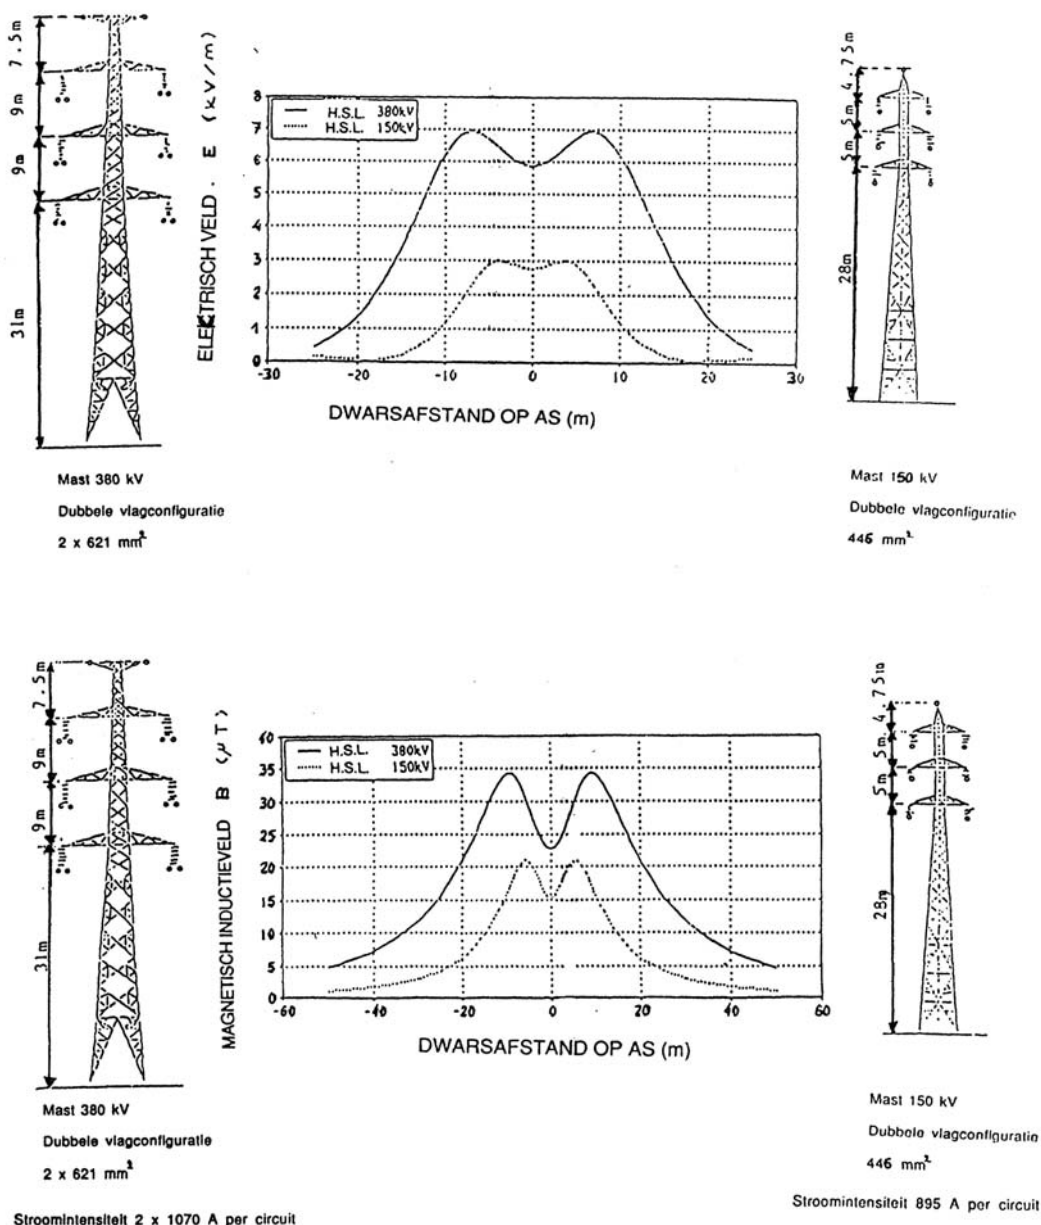 7.5m
9m
9m
31m
ELEKTRISCH VELD . E (kV/m)
8
7
6
5
4
3
2
1
0
H.S.L. 380kV
H.S.L. 150kV
-30 -20 -10 0 10 20 30
DWARSAFSTAND OP AS (m)
4.75m
5m
5m
28m
Mast 380 kV
Dubbele vlagconfiguratie
2 x 621 mm²
Mast 150 kV
Dubbele vlagconfiguratie
446 mm²
7.5m
9m
9m
31m
MAGNETISCH INDUCTIEVELD B (µT)
40
35
30
25
20
15
10
5
0
H.S.L. 380kV
H.S.L. 150kV
-60 -40 -20 0 20 40 60
DWARSAFSTAND OP AS (m)
4.75m
5m
5m
28m
Mast 380 kV
Dubbele vlagconfiguratie
2 x 621 mm²
Stroomintensiteit 2 x 1070 A per circuit
Mast 150 kV
Dubbele vlagconfiguratie
446 mm²
Stroomintensiteit 895 A per circuit